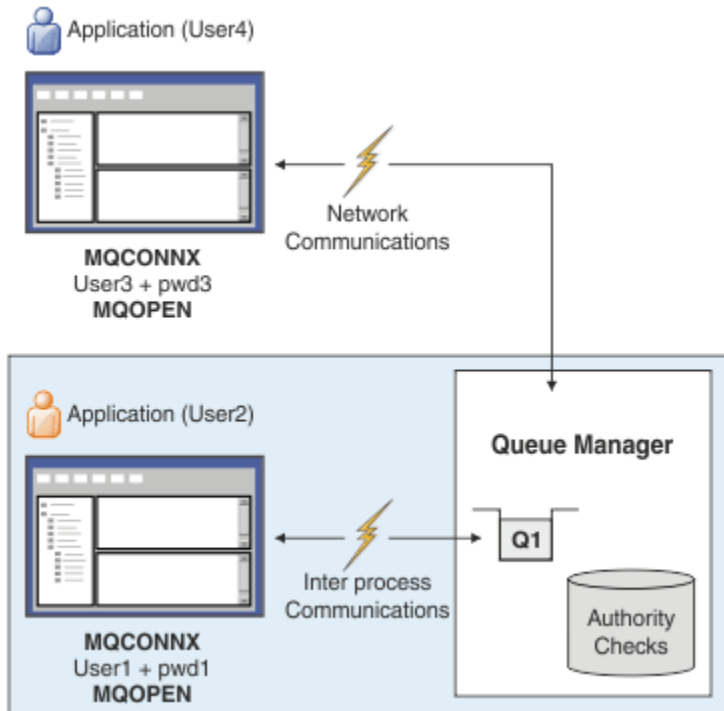 Application (User4)
Network
Communications
MQCONNX
User3 + pwd3
MQOPEN
Application (User2)
Queue Manager
Q1
Inter process
Communications
Authority
Checks
MQCONNX
User1 + pwd1
MQOPEN